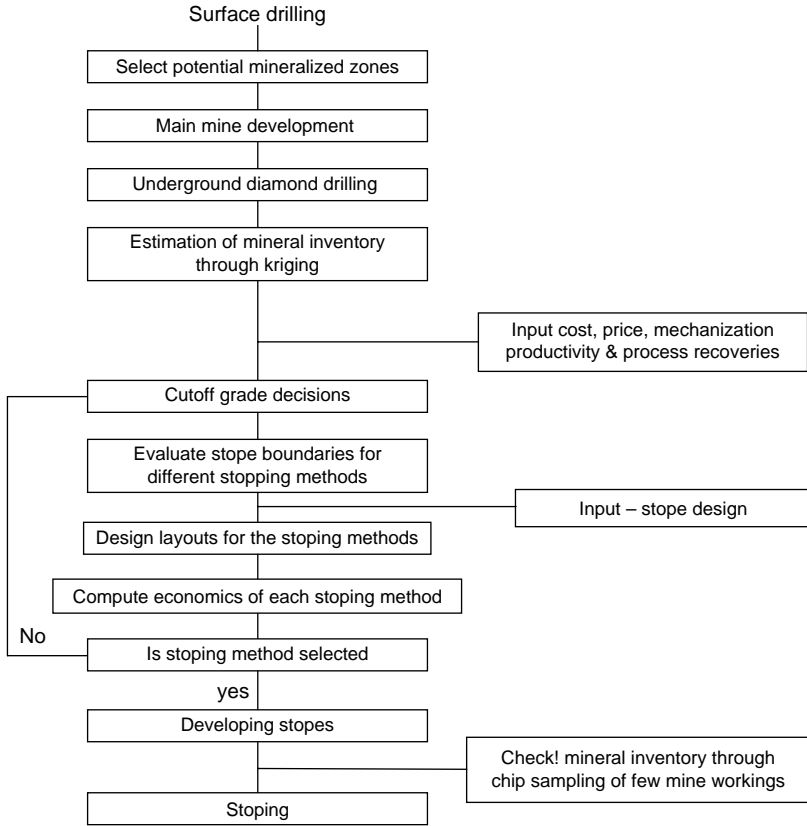 Surface drilling
Select potential mineralized zones
Main mine development
Underground diamond drilling
Estimation of mineral inventory
through kriging
Input cost, price, mechanization
productivity & process recoveries
Cutoff grade decisions
Evaluate stope boundaries for
different stopping methods
Input – stope design
Design layouts for the stoping methods
Compute economics of each stoping method
No
Is stoping method selected
yes
Developing stopes
Check! mineral inventory through
chip sampling of few mine workings
Stoping